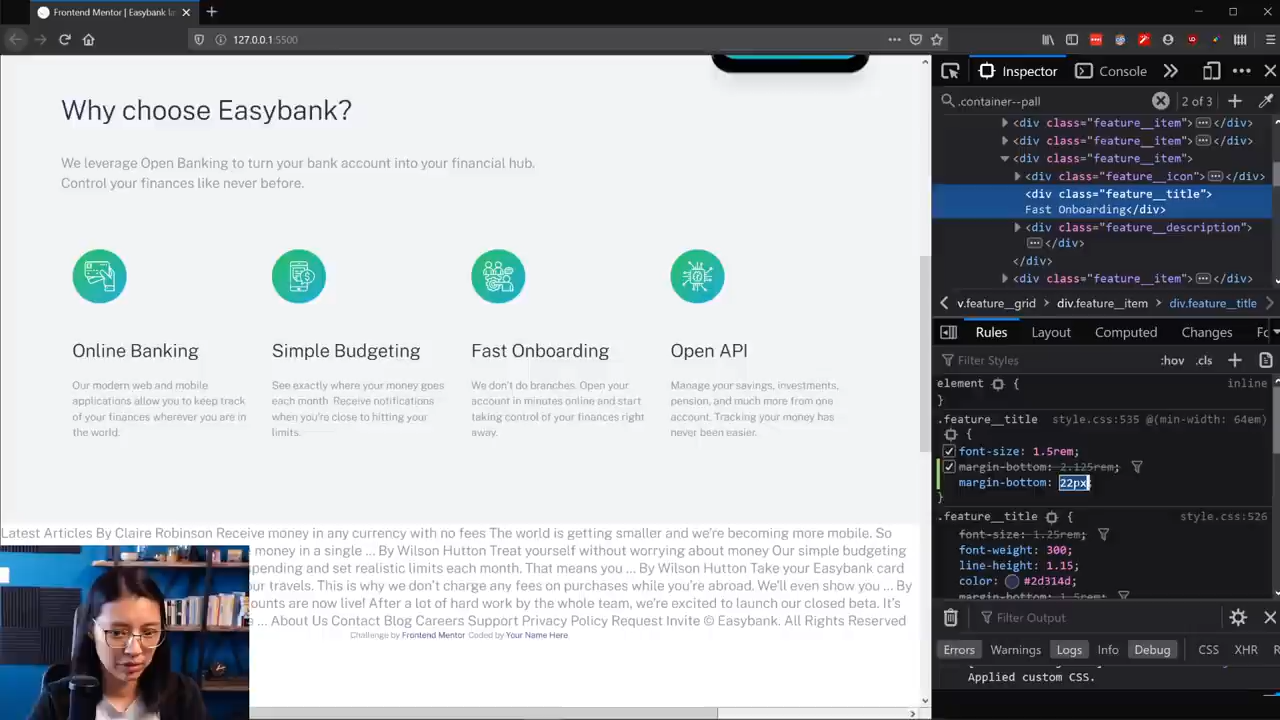 Frontend Mentor | Easybank la
127.0.0.1:5500
Why choose Easybank?
We leverage Open Banking to turn your bank account into your financial hub.
Control your finances like never before.
Online Banking
Our modern web and mobile
applications allow you to keep track
of your finances wherever you are in
the world.
Simple Budgeting
See exactly where your money goes
each month. Receive notifications
when you're close to hitting your
limits.
Fast Onboarding
We don't do branches. Open your
account in minutes online and start
taking control of your finances right
away.
Open API
Manage your savings, investments,
pension, and much more from one
account. Tracking your money has
never been easier.
Latest Articles By Claire Robinson Receive money in any currency with no fees The world is getting smaller and we're becoming more mobile. So
money in a single ... By Wilson Hutton Treat yourself without worrying about money Our simple budgeting
pending and set realistic limits each month. That means you ... By Wilson Hutton Take your Easybank card
ur travels. This is why we don't charge any fees on purchases while you're abroad. We'll even show you ... By
ounts are now live! After a lot of hard work by the whole team, we're excited to launch our closed beta. It's
... About Us Contact Blog Careers Support Privacy Policy Request Invite © Easybank. All Rights Reserved
Challenge by Frontend Mentor Coded by Your Name Here.
Inspector Console
.container--pall 2 of 3
<div class="feature__item"> </div>
<div class="feature__item"> </div>
<div class="feature__item">
<div class="feature__icon"> </div>
<div class="feature__title">
Fast Onboarding</div>
<div class="feature__description">
</div>
</div>
<div class="feature__item"> </div>
v.feature__grid > div.feature__item > div.feature__title
Rules Layout Computed Changes Fo
Filter Styles :hov .cls
element { inline
}
.feature__title style.css:535 @(min-width: 64em)
{
font-size: 1.5rem;
margin-bottom: 2.125rem;
margin-bottom: 22px;
}
.feature__title { style.css:526
font-size: 1.25rem;
font-weight: 300;
line-height: 1.15;
color: #2d314d;
margin-bottom: 1.5rem;
Filter Output
Errors Warnings Logs Info Debug CSS XHR R
Applied custom CSS.